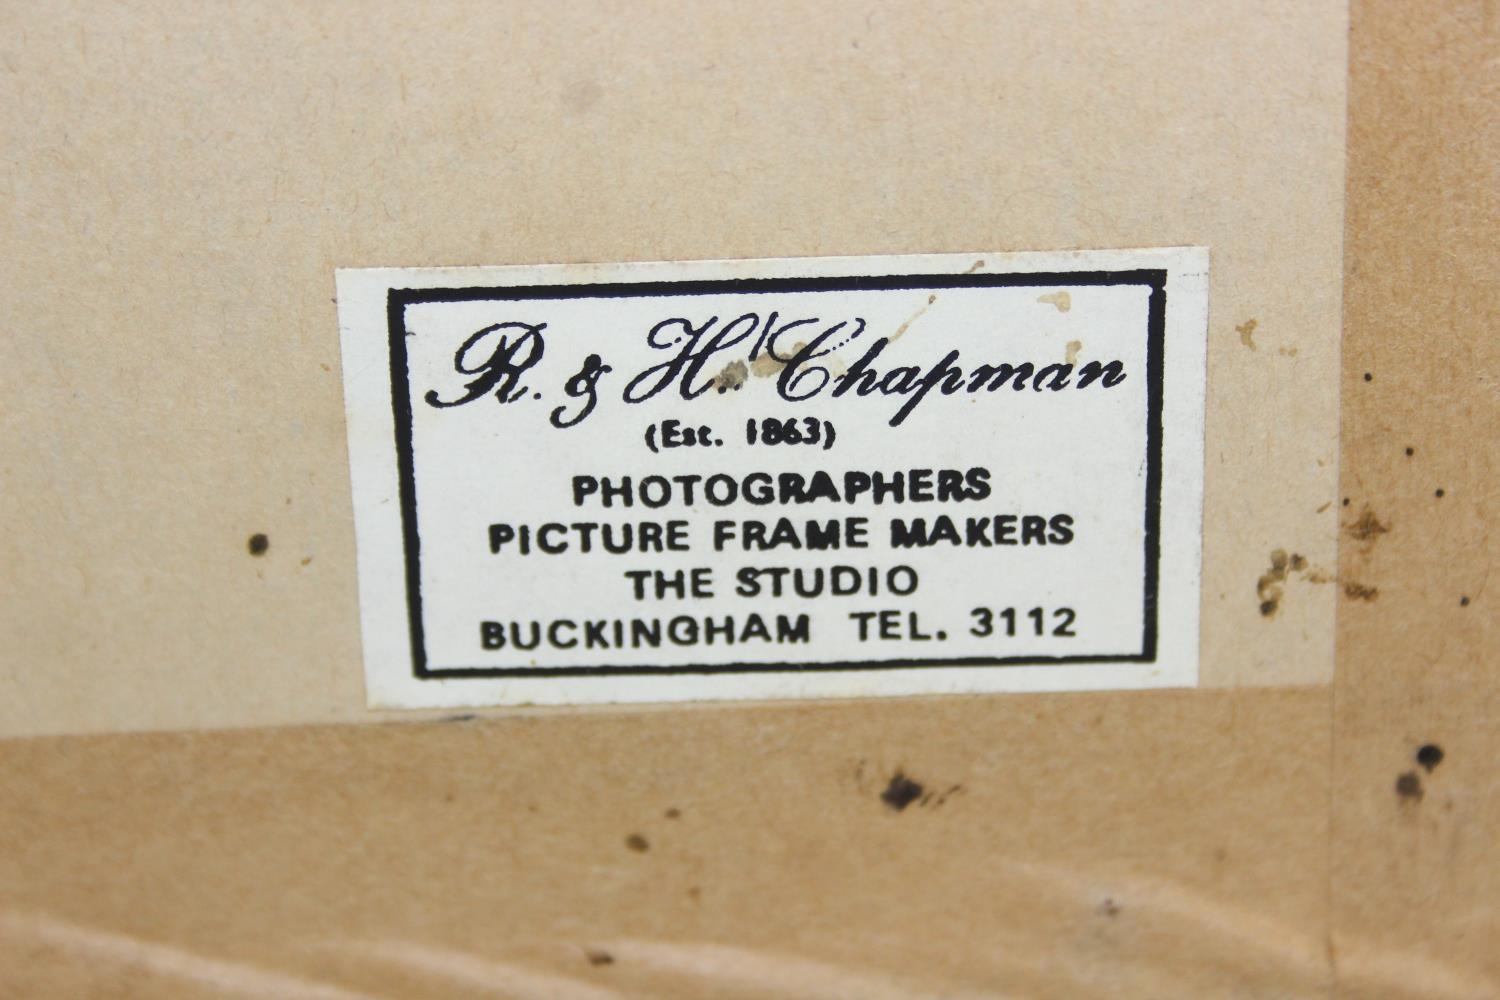 R. & H. Chapman
(Est. 1863)
PHOTOGRAPHERS
PICTURE FRAME MAKERS
THE STUDIO
BUCKINGHAM TEL. 3112